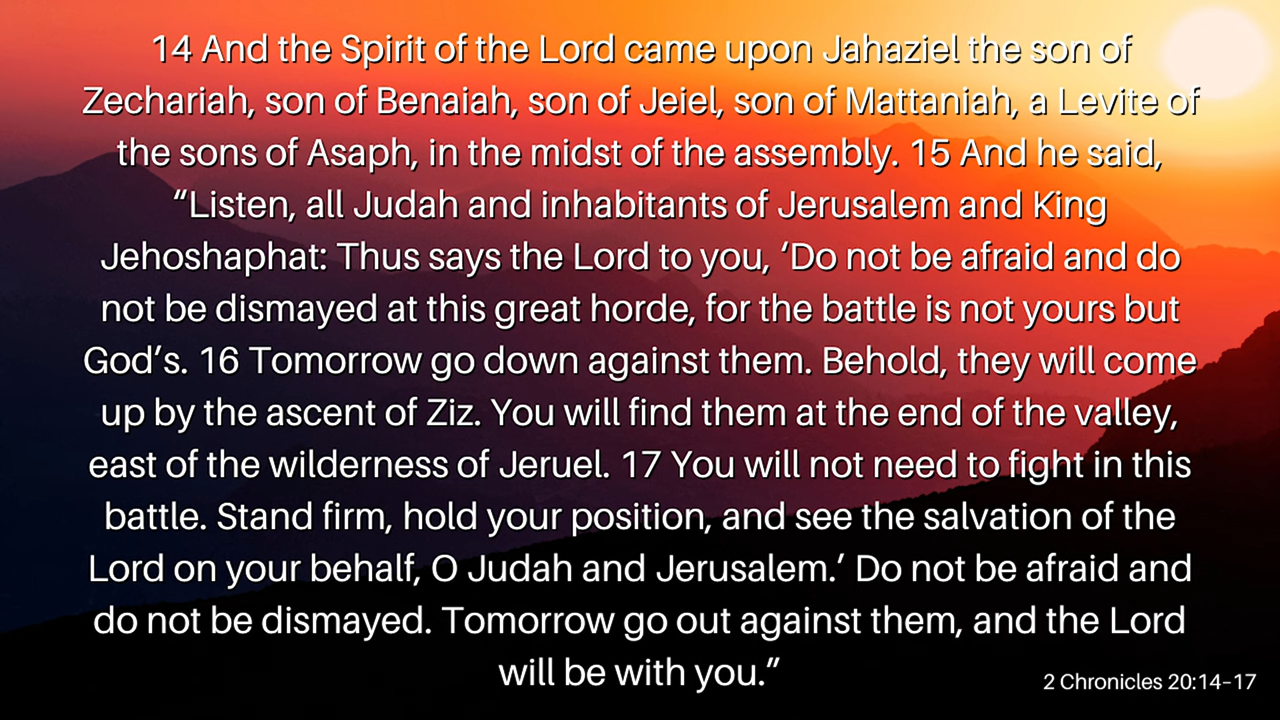 14 And the Spirit of the Lord came upon Jahaziel the son of
Zechariah, son of Benaiah, son of Jeiel, son of Mattaniah, a Levite of
the sons of Asaph, in the midst of the assembly. 15 And he said,
“Listen, all Judah and inhabitants of Jerusalem and King
Jehoshaphat: Thus says the Lord to you, ‘Do not be afraid and do
not be dismayed at this great horde, for the battle is not yours but
God’s. 16 Tomorrow go down against them. Behold, they will come
up by the ascent of Ziz. You will find them at the end of the valley,
east of the wilderness of Jeruel. 17 You will not need to fight in this
battle. Stand firm, hold your position, and see the salvation of the
Lord on your behalf, O Judah and Jerusalem.’ Do not be afraid and
do not be dismayed. Tomorrow go out against them, and the Lord
will be with you.”
2 Chronicles 20:14–17